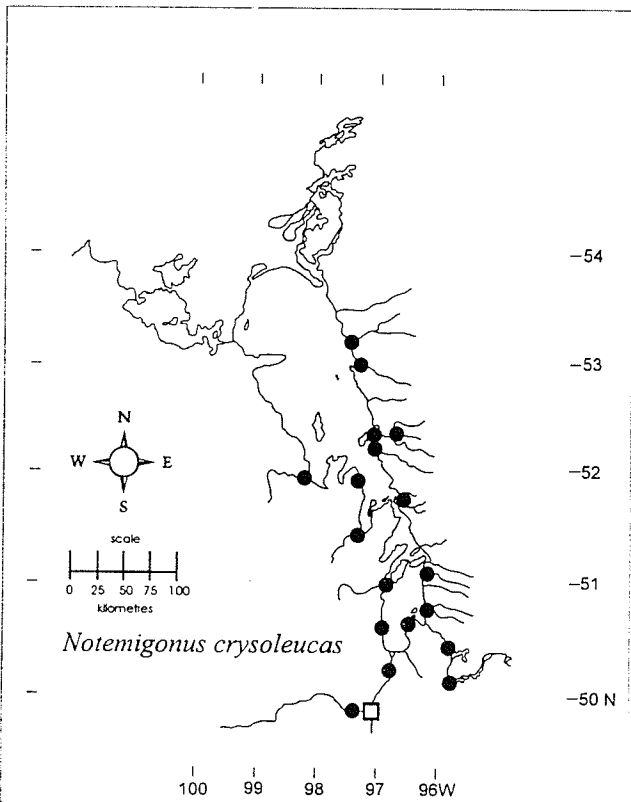 −54
−53
N
W E
S
−52
scale
0 25 50 75 100
kilometres
−51
Notemigonus crysoleucas
−50 N
100 99 98 97 96W